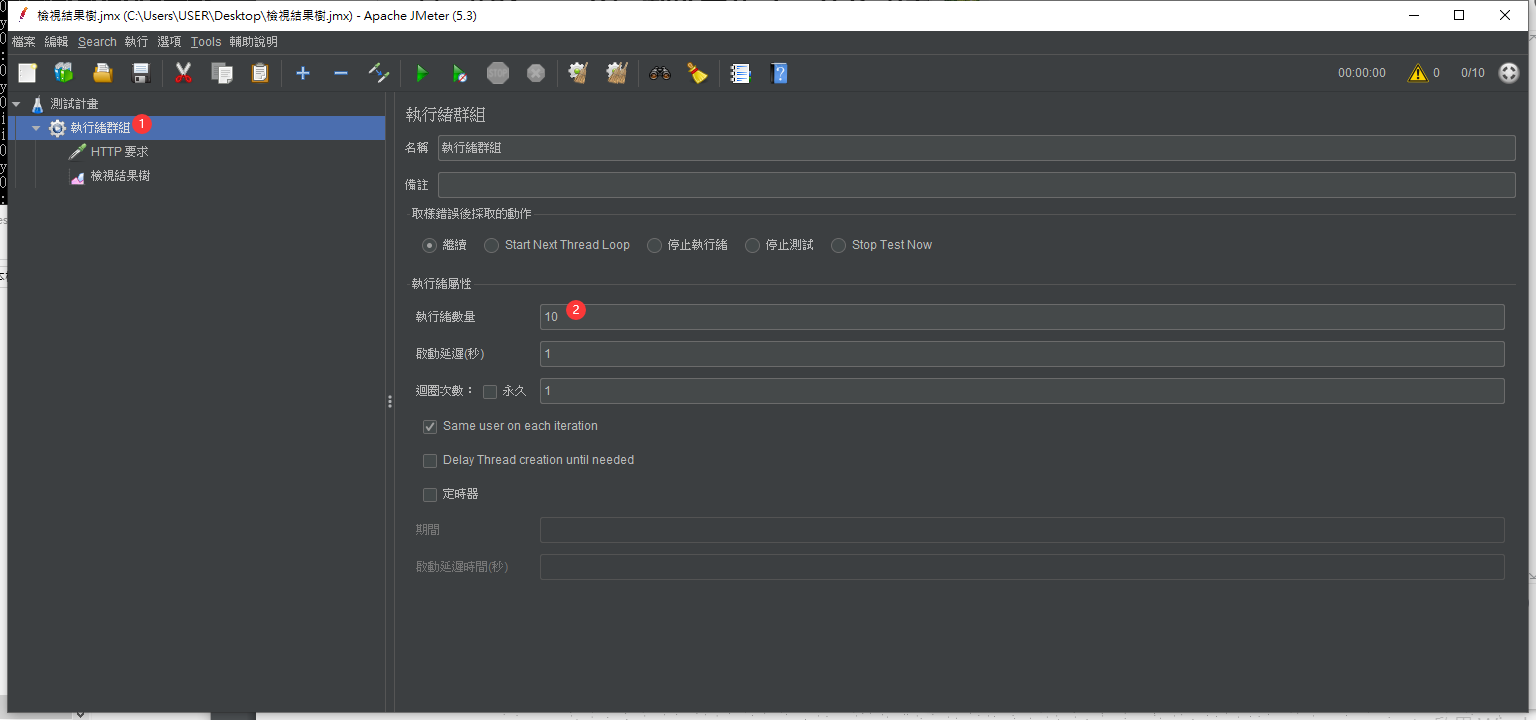 檢視結果樹.jmx (C:\Users\USER\Desktop\檢視結果樹.jmx) - Apache JMeter (5.3)
檔案 編輯 Search 執行 選項 Tools 輔助說明
STOP 00:00:00 0 0/10
測試計畫
執行緒群組 1
HTTP 要求
檢視結果樹
執行緒群組
名稱 執行緒群組
備註
取樣錯誤後採取的動作
繼續 Start Next Thread Loop 停止執行緒 停止測試 Stop Test Now
執行緒屬性
執行緒數量 10 2
啟動延遲(秒) 1
迴圈次數： 永久 1
Same user on each iteration
Delay Thread creation until needed
定時器
期間
啟動延遲時間(秒)